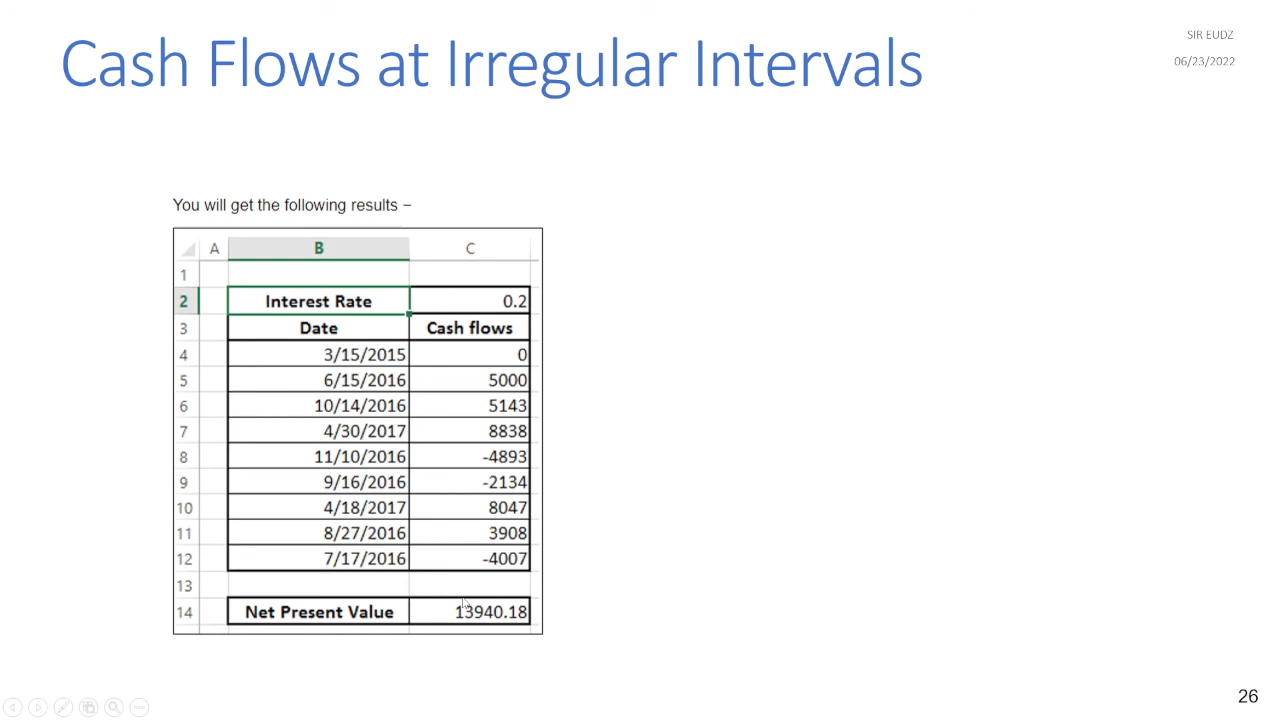 Cash Flows at Irregular Intervals
SIR EUDZ
06/23/2022
You will get the following results –
A B C
1
2 Interest Rate 0.2
3 Date Cash flows
4 3/15/2015 0
5 6/15/2016 5000
6 10/14/2016 5143
7 4/30/2017 8838
8 11/10/2016 -4893
9 9/16/2016 -2134
10 4/18/2017 8047
11 8/27/2016 3908
12 7/17/2016 -4007
13
14 Net Present Value 13940.18
26